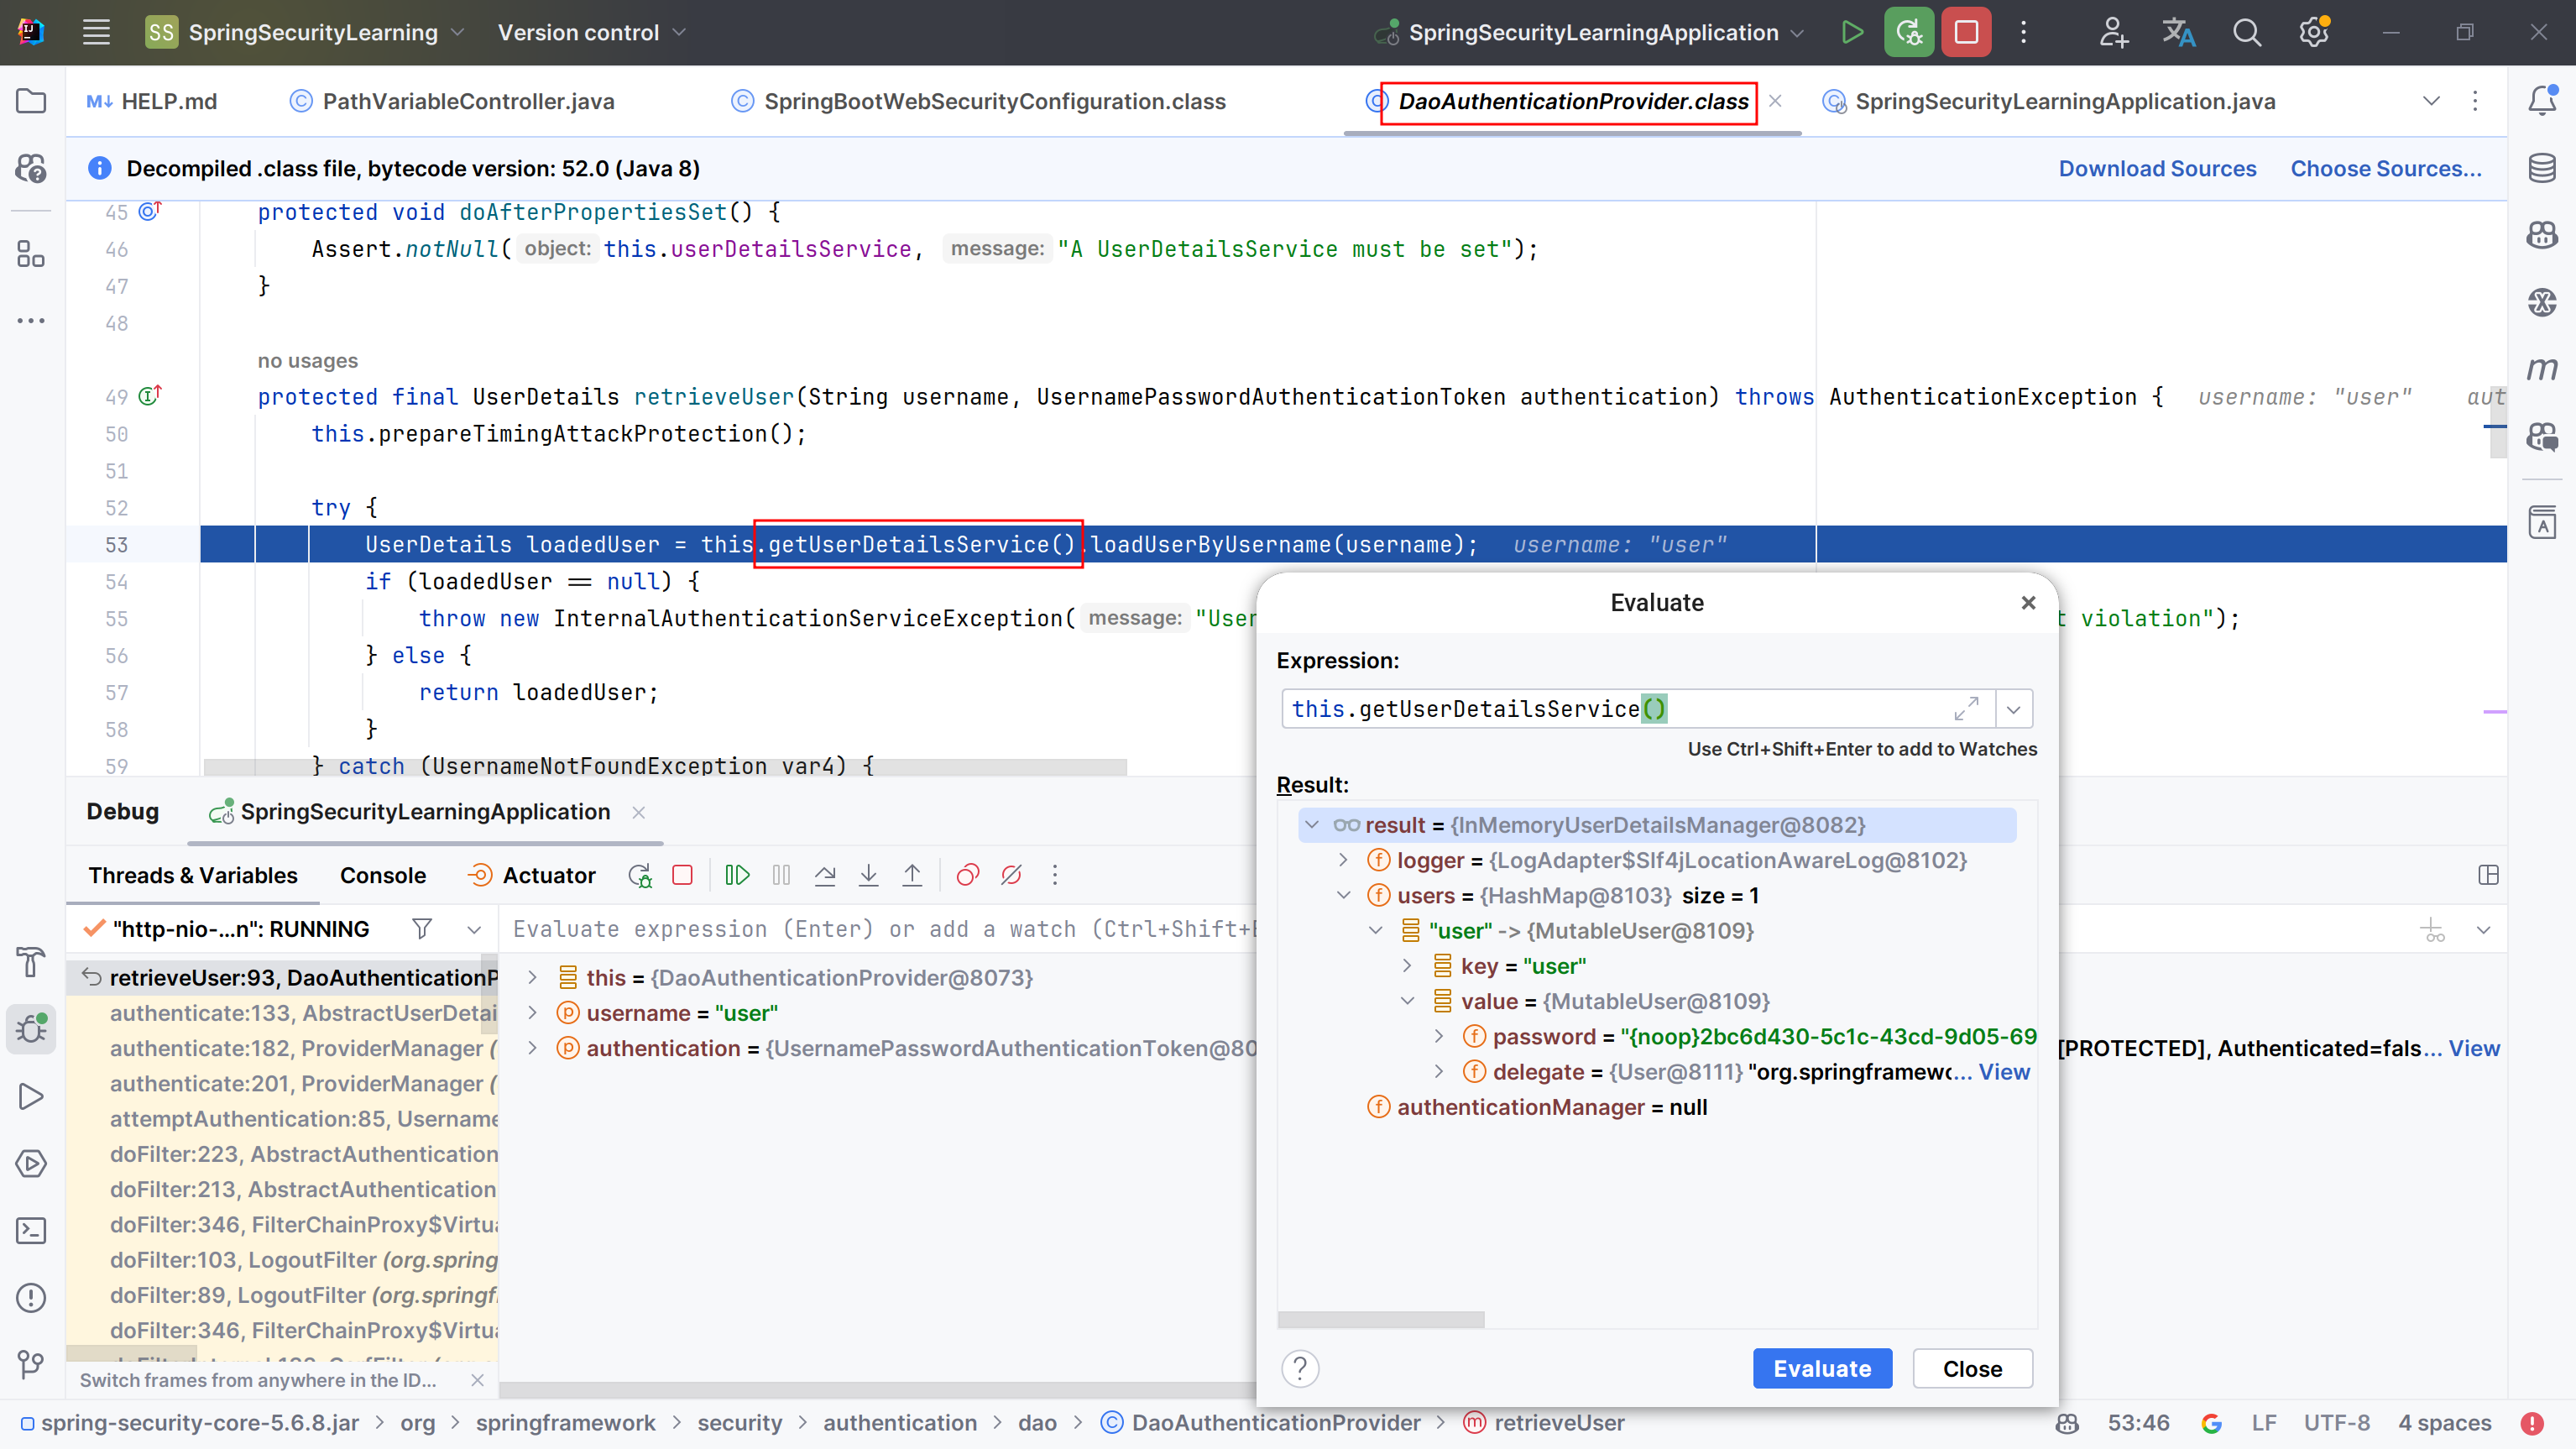 SS SpringSecurityLearning Version control SpringSecurityLearningApplication
HELP.md PathVariableController.java SpringBootWebSecurityConfiguration.class DaoAuthenticationProvider.class SpringSecurityLearningApplication.java
Decompiled .class file, bytecode version: 52.0 (Java 8) Download Sources Choose Sources...
45 protected void doAfterPropertiesSet() {
46 Assert.notNull( object: this.userDetailsService, message: "A UserDetailsService must be set");
47 }
48
no usages
49 protected final UserDetails retrieveUser(String username, UsernamePasswordAuthenticationToken authentication) throws AuthenticationException { username: "user" aut
50 this.prepareTimingAttackProtection();
51
52 try {
53 UserDetails loadedUser = this.getUserDetailsService().loadUserByUsername(username); username: "user"
54 if (loadedUser == null) {
55 throw new InternalAuthenticationServiceException( message: "User t violation");
56 } else {
57 return loadedUser;
58 }
59 } catch (UsernameNotFoundException var4) {
Evaluate
Expression:
this.getUserDetailsService()
Use Ctrl+Shift+Enter to add to Watches
Result:
result = {InMemoryUserDetailsManager@8082}
logger = {LogAdapter$Slf4jLocationAwareLog@8102}
users = {HashMap@8103} size = 1
"user" -> {MutableUser@8109}
key = "user"
value = {MutableUser@8109}
password = "{noop}2bc6d430-5c1c-43cd-9d05-69
delegate = {User@8111} "org.springframewo... View
authenticationManager = null
Evaluate Close
Debug SpringSecurityLearningApplication
Threads & Variables Console Actuator
"http-nio-...n": RUNNING Evaluate expression (Enter) or add a watch (Ctrl+Shift+E
retrieveUser:93, DaoAuthenticationP
authenticate:133, AbstractUserDetai
authenticate:182, ProviderManager (
authenticate:201, ProviderManager (
attemptAuthentication:85, Username
doFilter:223, AbstractAuthentication
doFilter:213, AbstractAuthentication
doFilter:346, FilterChainProxy$Virtua
doFilter:103, LogoutFilter (org.spring
doFilter:89, LogoutFilter (org.springf
doFilter:346, FilterChainProxy$Virtua
Switch frames from anywhere in the ID...
this = {DaoAuthenticationProvider@8073}
username = "user"
authentication = {UsernamePasswordAuthenticationToken@80 [PROTECTED], Authenticated=fals... View
spring-security-core-5.6.8.jar > org > springframework > security > authentication > dao > DaoAuthenticationProvider > retrieveUser 53:46 LF UTF-8 4 spaces